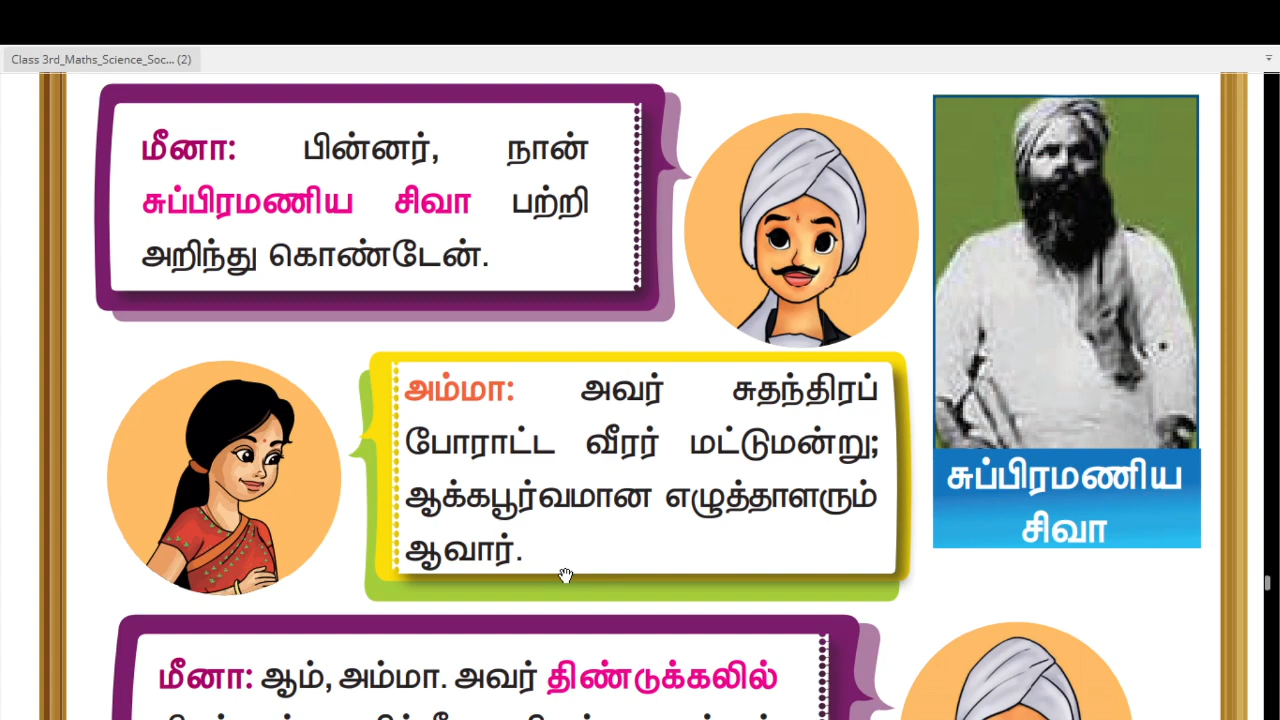 Class 3rd_Maths_Science_Soc... (2)
மீனா: பின்னர், நான்
சுப்பிரமணிய சிவா பற்றி
அறிந்து கொண்டேன்.
சுப்பிரமணிய
சிவா
அம்மா: அவர் சுதந்திரப்
போராட்ட வீரர் மட்டுமன்று;
ஆக்கபூர்வமான எழுத்தாளரும்
ஆவார்.
மீனா: ஆம், அம்மா. அவர் திண்டுக்கலில்